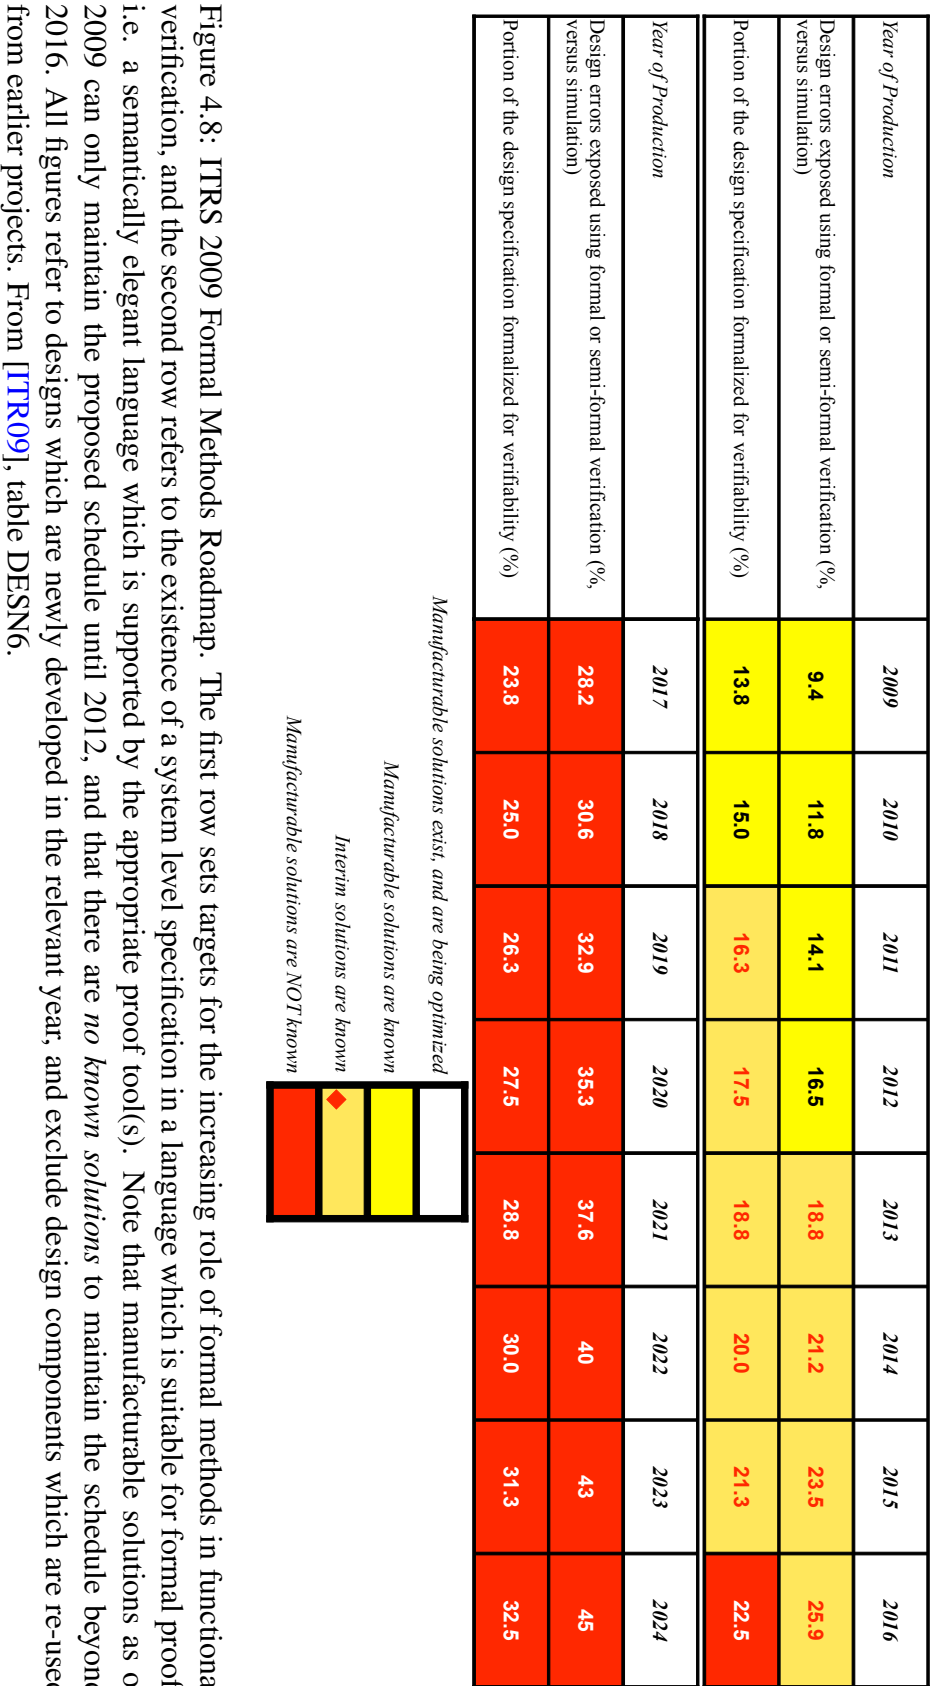 Year of Production 2009 2010 2011 2012 2013 2014 2015 2016
Design errors exposed using formal or semi-formal verification (%,
versus simulation) 9.4 11.8 14.1 16.5 18.8 21.2 23.5 25.9
Portion of the design specification formalized for verifiability (%) 13.8 15.0 16.3 17.5 18.8 20.0 21.3 22.5
Year of Production 2017 2018 2019 2020 2021 2022 2023 2024
Design errors exposed using formal or semi-formal verification (%,
versus simulation) 28.2 30.6 32.9 35.3 37.6 40 43 45
Portion of the design specification formalized for verifiability (%) 23.8 25.0 26.3 27.5 28.8 30.0 31.3 32.5
Manufacturable solutions exist, and are being optimized
Manufacturable solutions are known
Interim solutions are known
Manufacturable solutions are NOT known
Figure 4.8: ITRS 2009 Formal Methods Roadmap. The first row sets targets for the increasing role of formal methods in functiona
verification, and the second row refers to the existence of a system level specification in a language which is suitable for formal proof
i.e. a semantically elegant language which is supported by the appropriate proof tool(s). Note that manufacturable solutions as o
2009 can only maintain the proposed schedule until 2012, and that there are no known solutions to maintain the schedule beyon
2016. All figures refer to designs which are newly developed in the relevant year, and exclude design components which are re-use
from earlier projects. From [ITR09], table DESN6.